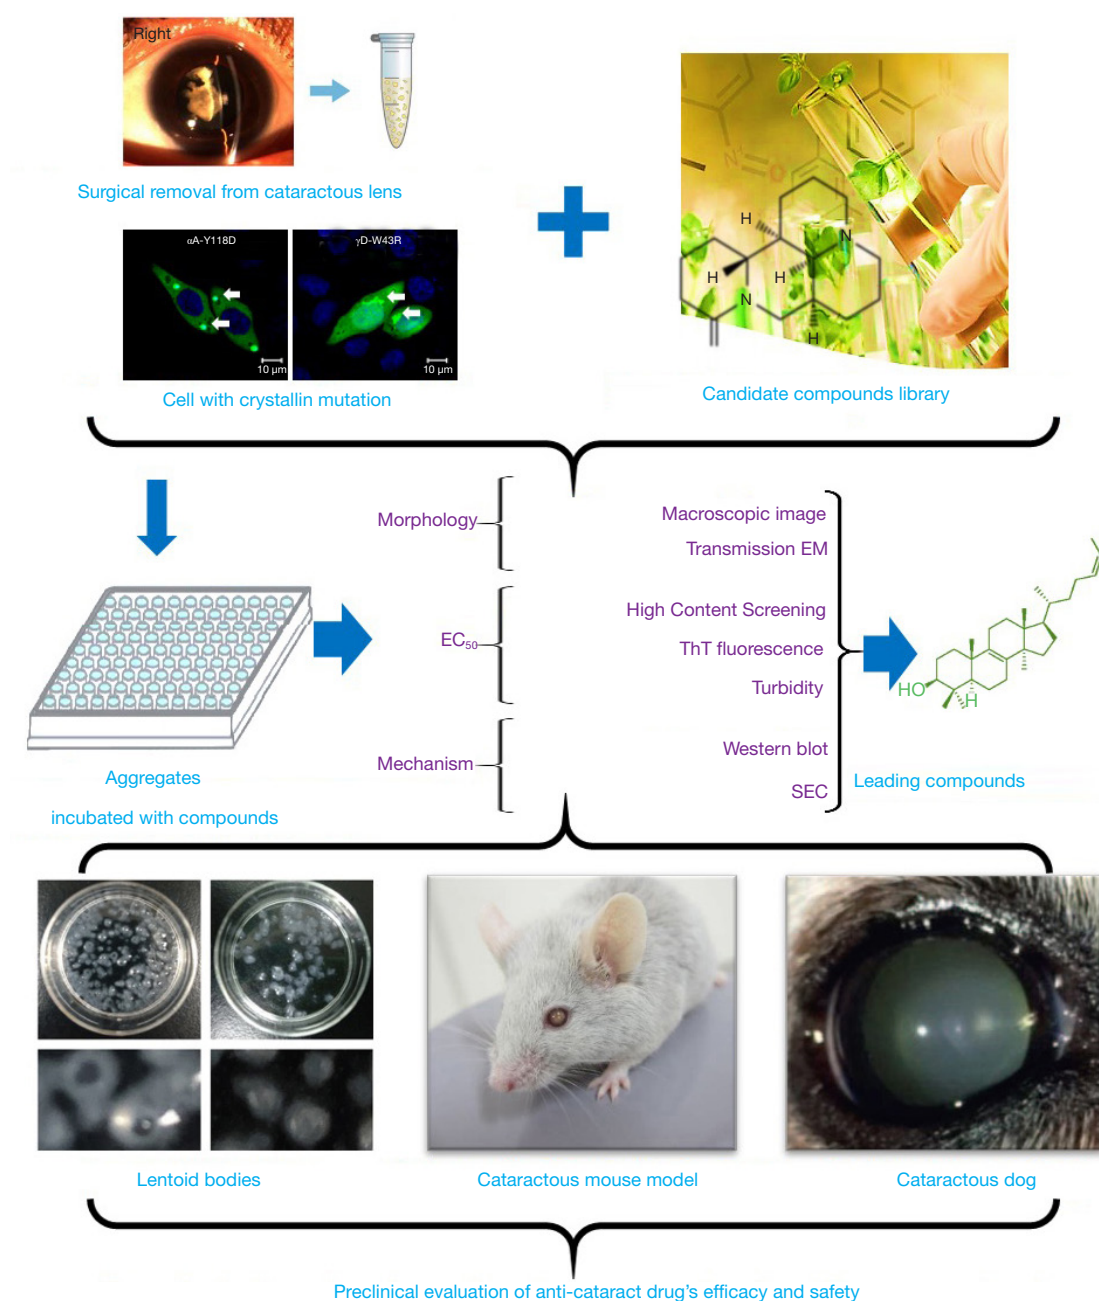 Right
Surgical removal from cataractous lens
αA-Y118D
γD-W43R
10 μm
10 μm
Cell with crystallin mutation
N
O
H
N
H
H
N
H
Candidate compounds library
Morphology
Macroscopic image
Transmission EM
High Content Screening
EC₅₀
ThT fluorescence
Turbidity
HO
H
Western blot
Mechanism
SEC
Aggregates
incubated with compounds
Leading compounds
Lentoid bodies
Cataractous mouse model
Cataractous dog
Preclinical evaluation of anti-cataract drug’s efficacy and safety